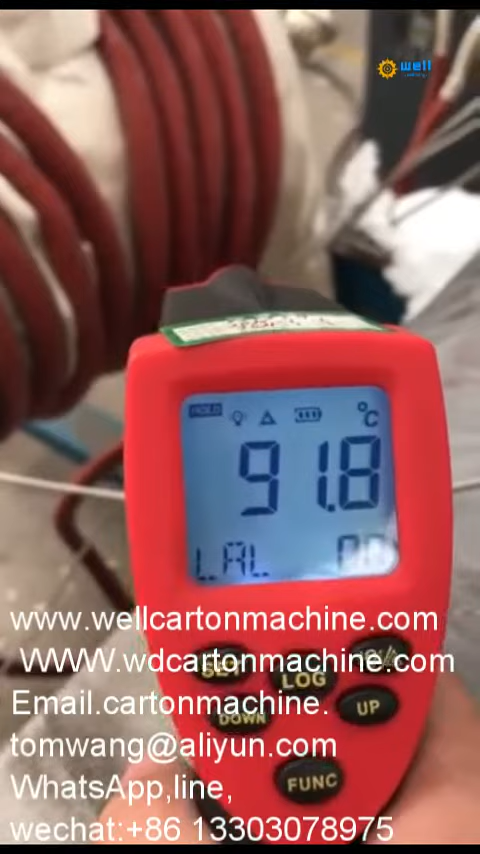 well
HOLD
°C
91.8
LAL
SET
LOG
DOWN
UP
FUNC
www.wellcartonmachine.com
WWW.wdcartonmachine.com
Email.cartonmachine.
tomwang@aliyun.com
WhatsApp,line,
wechat:+86 13303078975